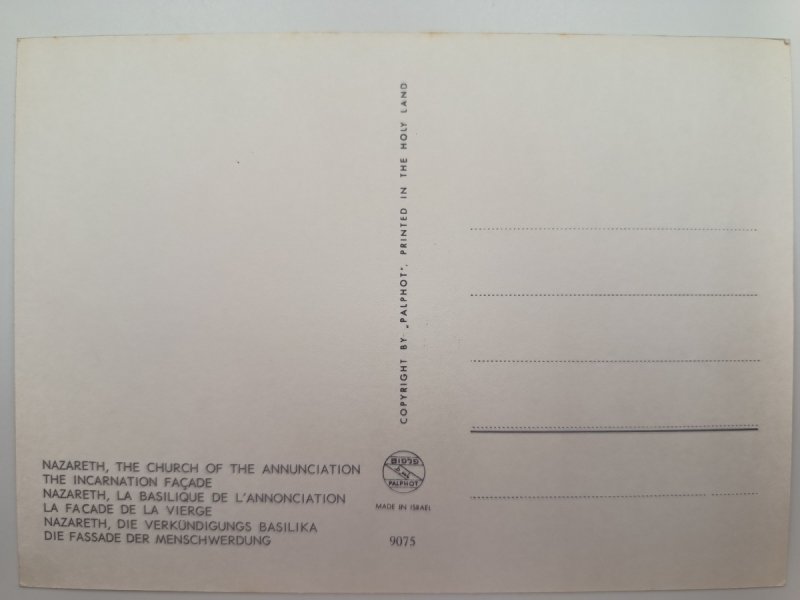 NAZARETH, THE CHURCH OF THE ANNUNCIATION
THE INCARNATION FAÇADE
NAZARETH, LA BASILIQUE DE L'ANNONCIATION
LA FACADE DE LA VIERGE
NAZARETH, DIE VERKÜNDIGUNGS BASILIKA
DIE FASSADE DER MENSCHWERDUNG
COPYRIGHT BY „PALPHOT". PRINTED IN THE HOLY LAND
פלפוט
PALPHOT
MADE IN ISRAEL
9075